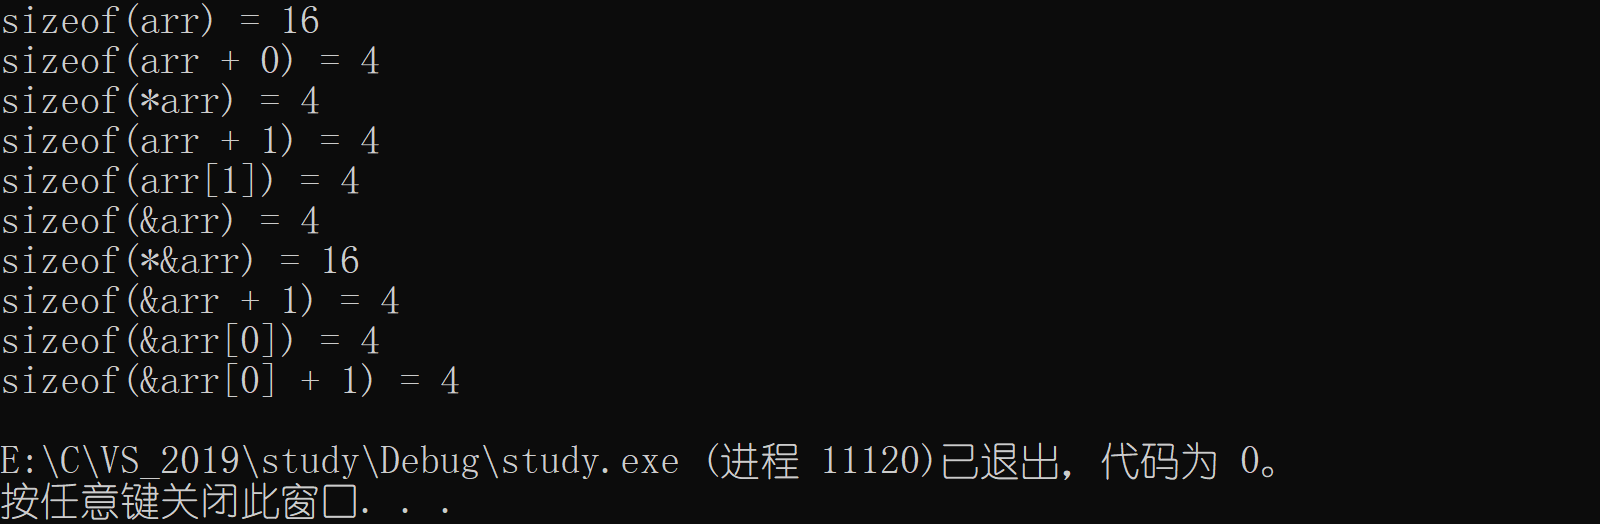 sizeof(arr) = 16
sizeof(arr + 0) = 4
sizeof(*arr) = 4
sizeof(arr + 1) = 4
sizeof(arr[1]) = 4
sizeof(&arr) = 4
sizeof(*&arr) = 16
sizeof(&arr + 1) = 4
sizeof(&arr[0]) = 4
sizeof(&arr[0] + 1) = 4
E:\C\VS_2019\study\Debug\study.exe (进程 11120)已退出，代码为 0。
按任意键关闭此窗口. . .